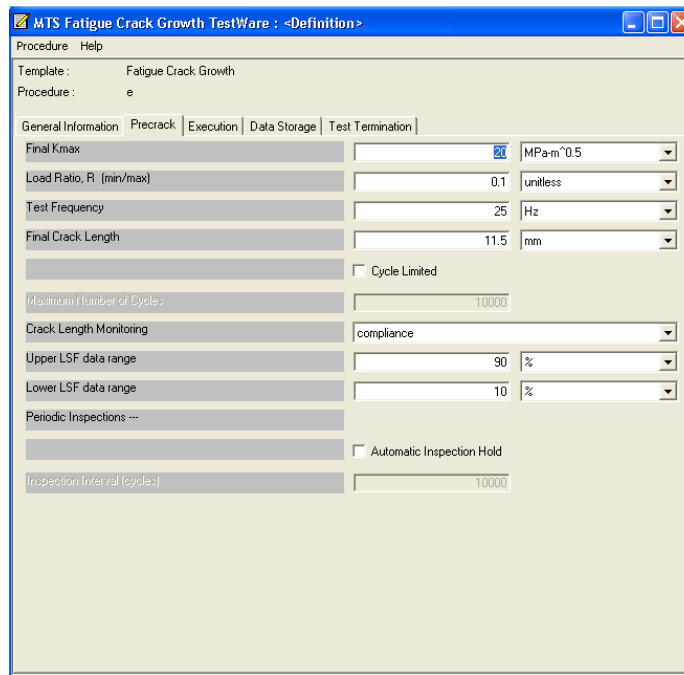 MTS Fatigue Crack Growth TestWare : <Definition>
Procedure Help
Template : Fatigue Crack Growth
Procedure : e
General Information Precrack Execution Data Storage Test Termination
Final Kmax 20 MPa-m^0.5
Load Ratio, R (min/max) 0.1 unitless
Test Frequency 25 Hz
Final Crack Length 11.5 mm
Cycle Limited
Maximum Number of Cycles 10000
Crack Length Monitoring compliance
Upper LSF data range 90 %
Lower LSF data range 10 %
Periodic Inspections ---
Automatic Inspection Hold
Inspection Interval (cycles) 10000